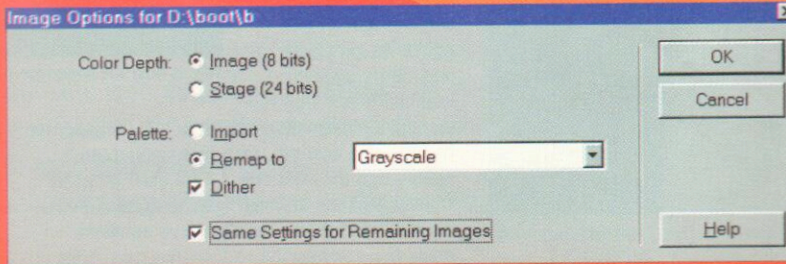 Image Options for D:\boot\b
Color Depth: Image (8 bits)
Stage (24 bits)
Palette: Import
Remap to Grayscale
Dither
Same Settings for Remaining Images
OK
Cancel
Help